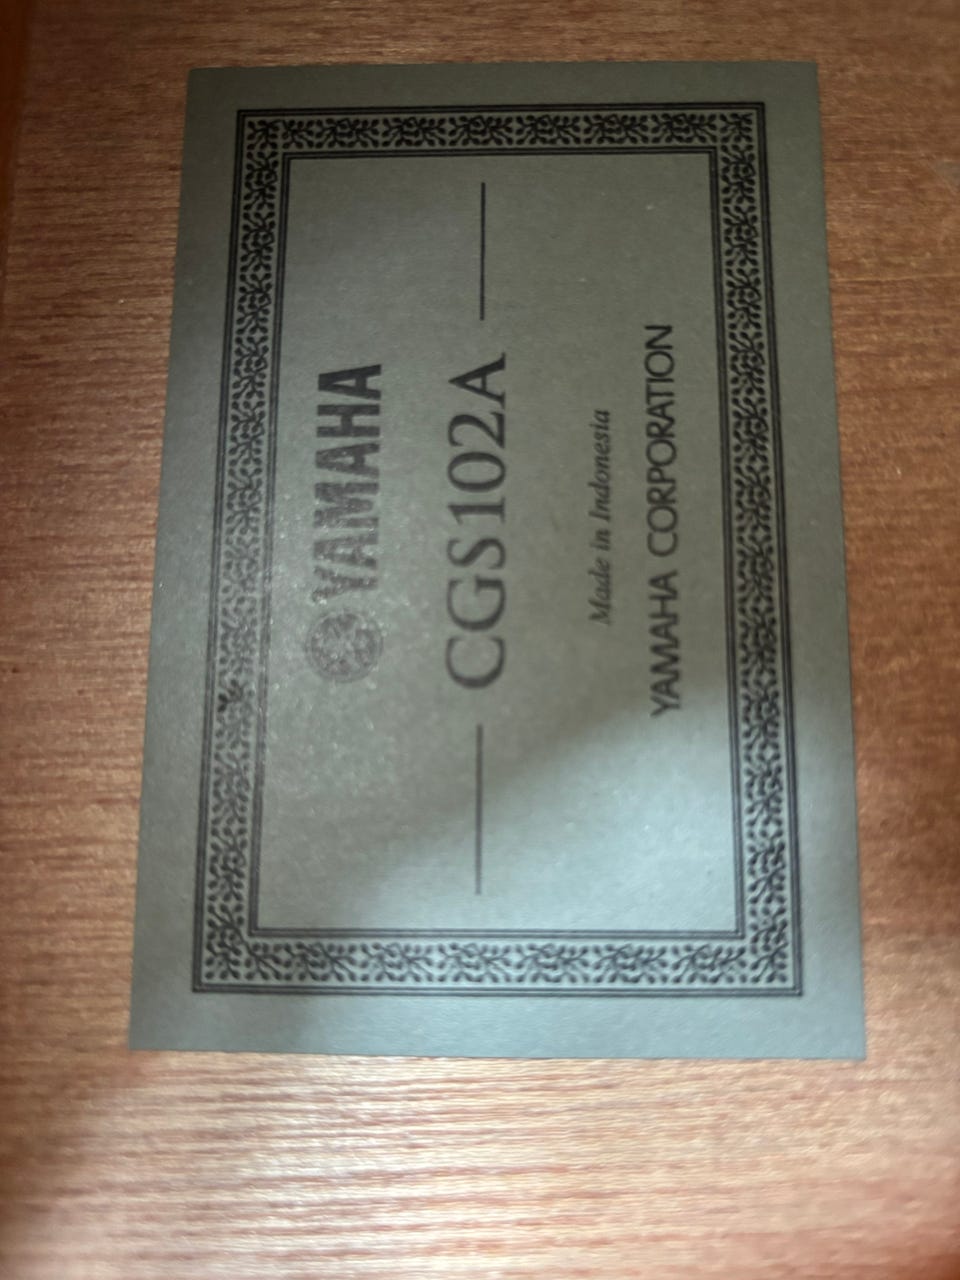 YAMAHA
CGS102A
Made in Indonesia
YAMAHA CORPORATION